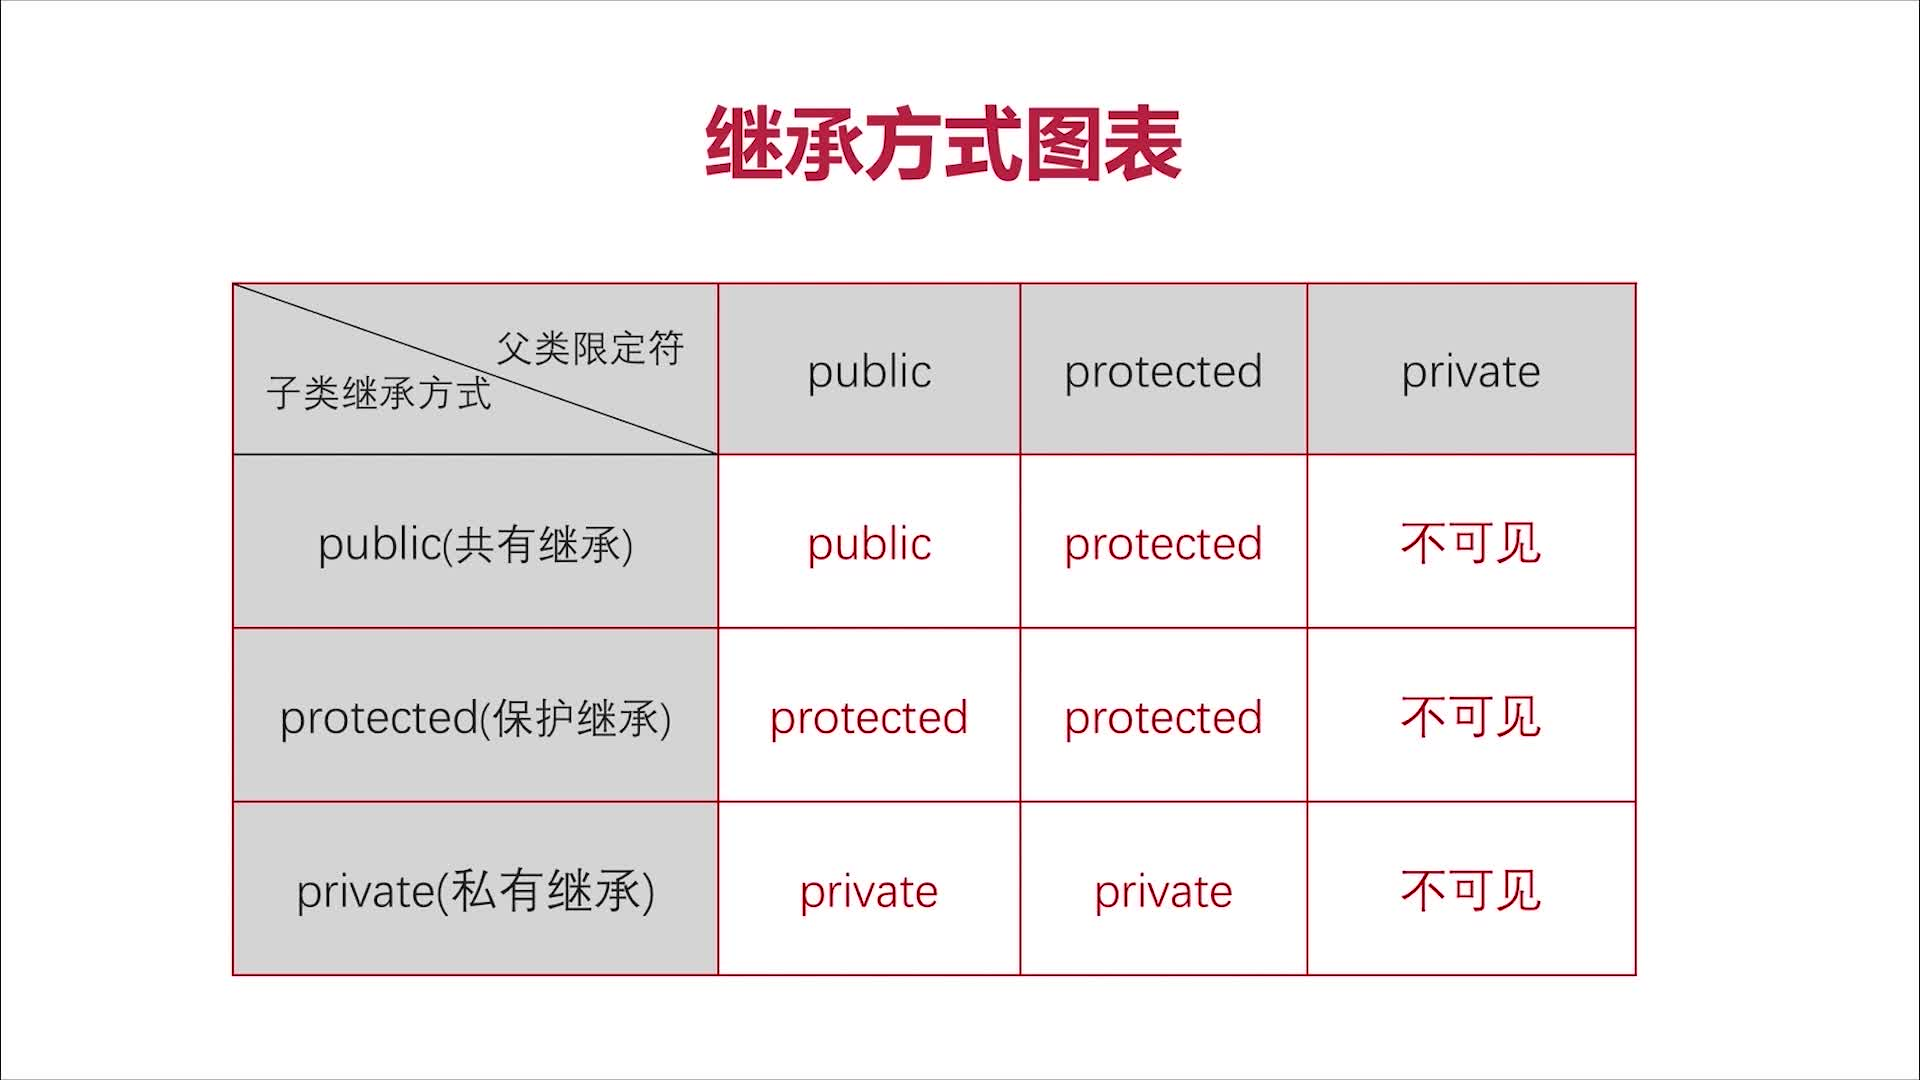 继承方式图表
父类限定符
子类继承方式
public
protected
private
public(共有继承)
public
protected
不可见
protected(保护继承)
protected
protected
不可见
private(私有继承)
private
private
不可见